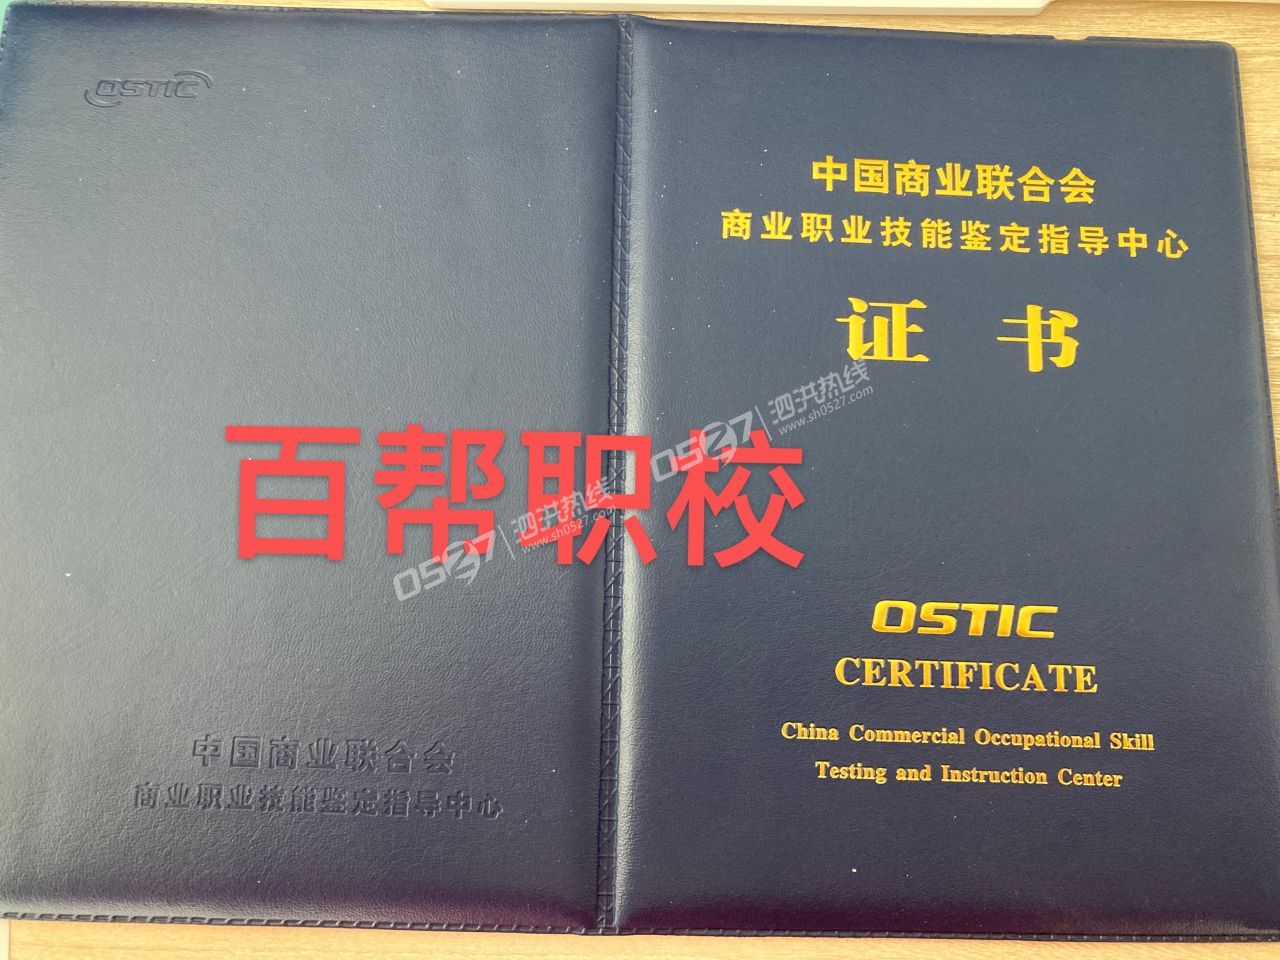 OSTIC
中国商业联合会
商业职业技能鉴定指导中心
证书
百帮职校
0527 泗洪热线
www.sh0527.com
0527 泗洪热线
www.sh0527.com
OSTIC
CERTIFICATE
China Commercial Occupational Skill
Testing and Instruction Center
中国商业联合会
商业职业技能鉴定指导中心